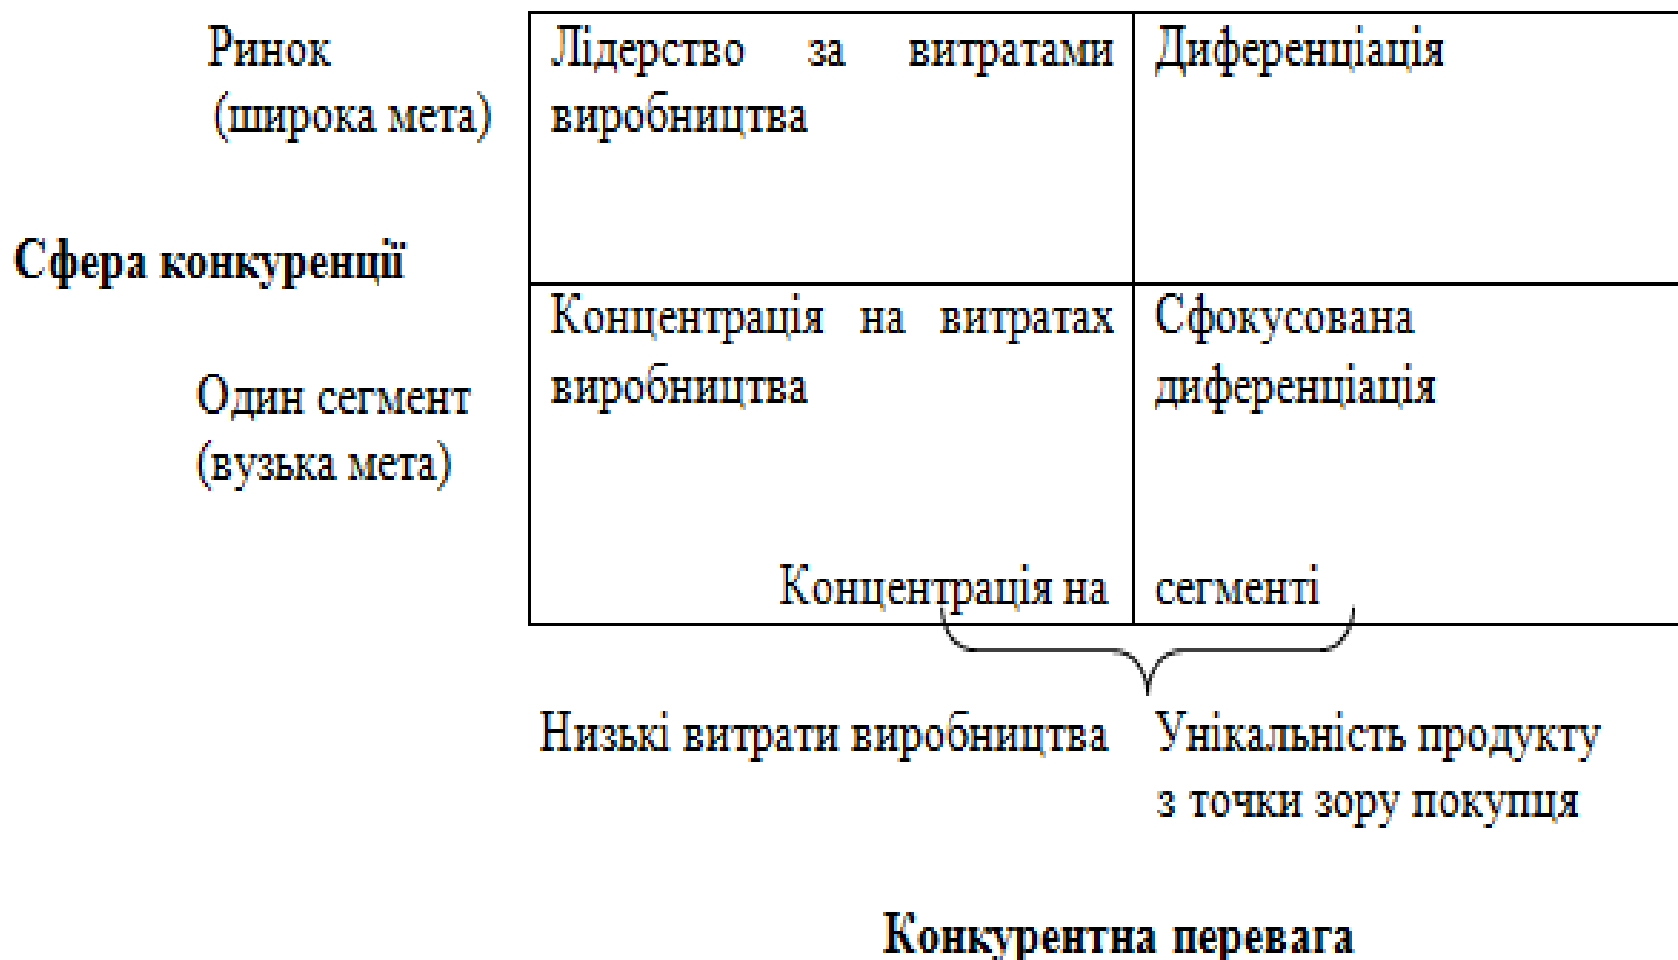 Ринок
(широка мета)
Лідерство за витратами
виробництва
Диференціація
Сфера конкуренції
Один сегмент
(вузька мета)
Концентрація на витратах
виробництва
Сфокусована
диференціація
Концентрація на сегменті
Низькі витрати виробництва
Унікальність продукту
з точки зору покупця
Конкурентна перевага